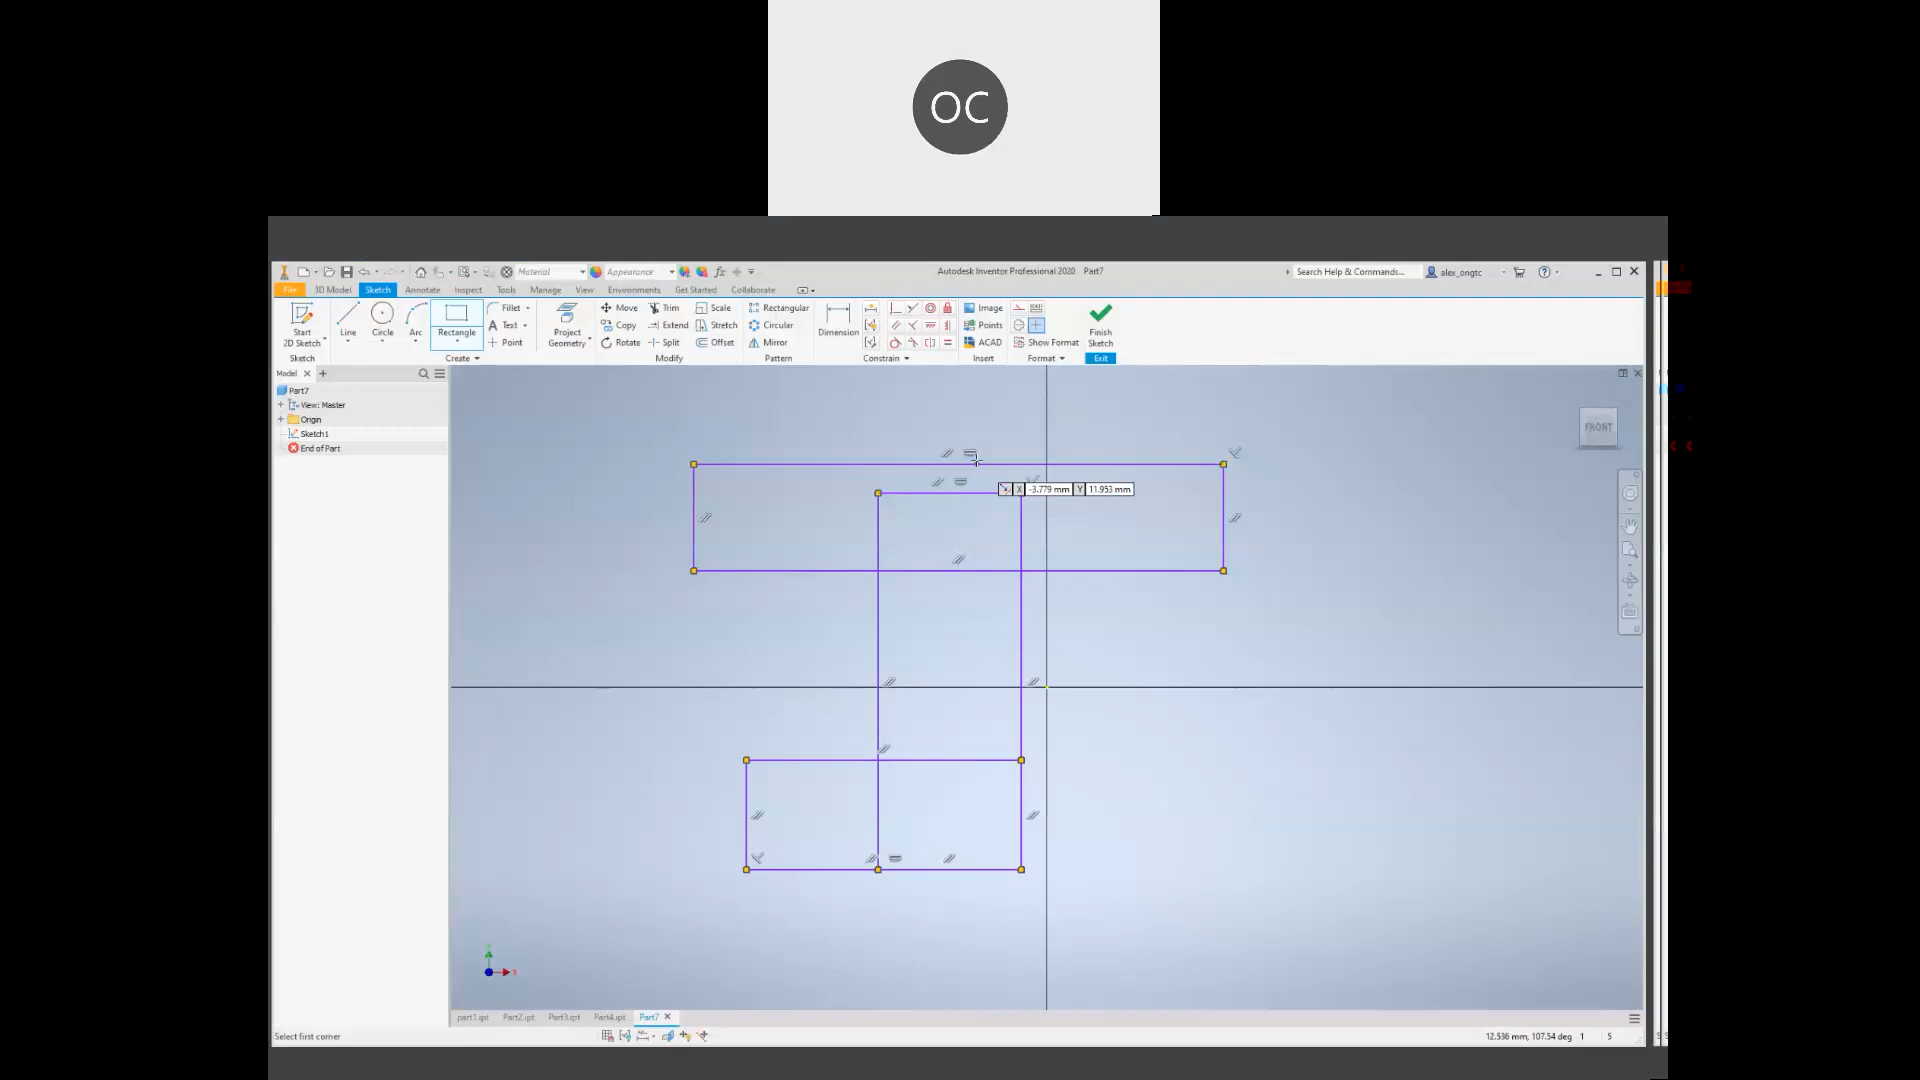 OC
Material
Appearance
Autodesk Inventor Professional 2020 Part7
Search Help & Commands...
alex_ongtc
File 3D Model Sketch Annotate Inspect Tools Manage View Environments Get Started Collaborate
Start
2D Sketch
Line
Circle
Arc
Rectangle
Fillet
Text
Point
Project
Geometry
Move
Copy
Rotate
Trim
Extend
Split
Scale
Stretch
Offset
Rectangular
Circular
Mirror
Dimension
Image
Points
ACAD
Show Format
Finish
Sketch
Sketch Create Modify Pattern Constrain Insert Format Exit
Model
Part7
View: Master
Origin
Sketch1
End of Part
FRONT
X -3.779 mm Y 11.953 mm
X
part1.ipt Part2.ipt Part3.ipt Part4.ipt Part7
Select first corner
12.536 mm, 107.54 deg 1 5